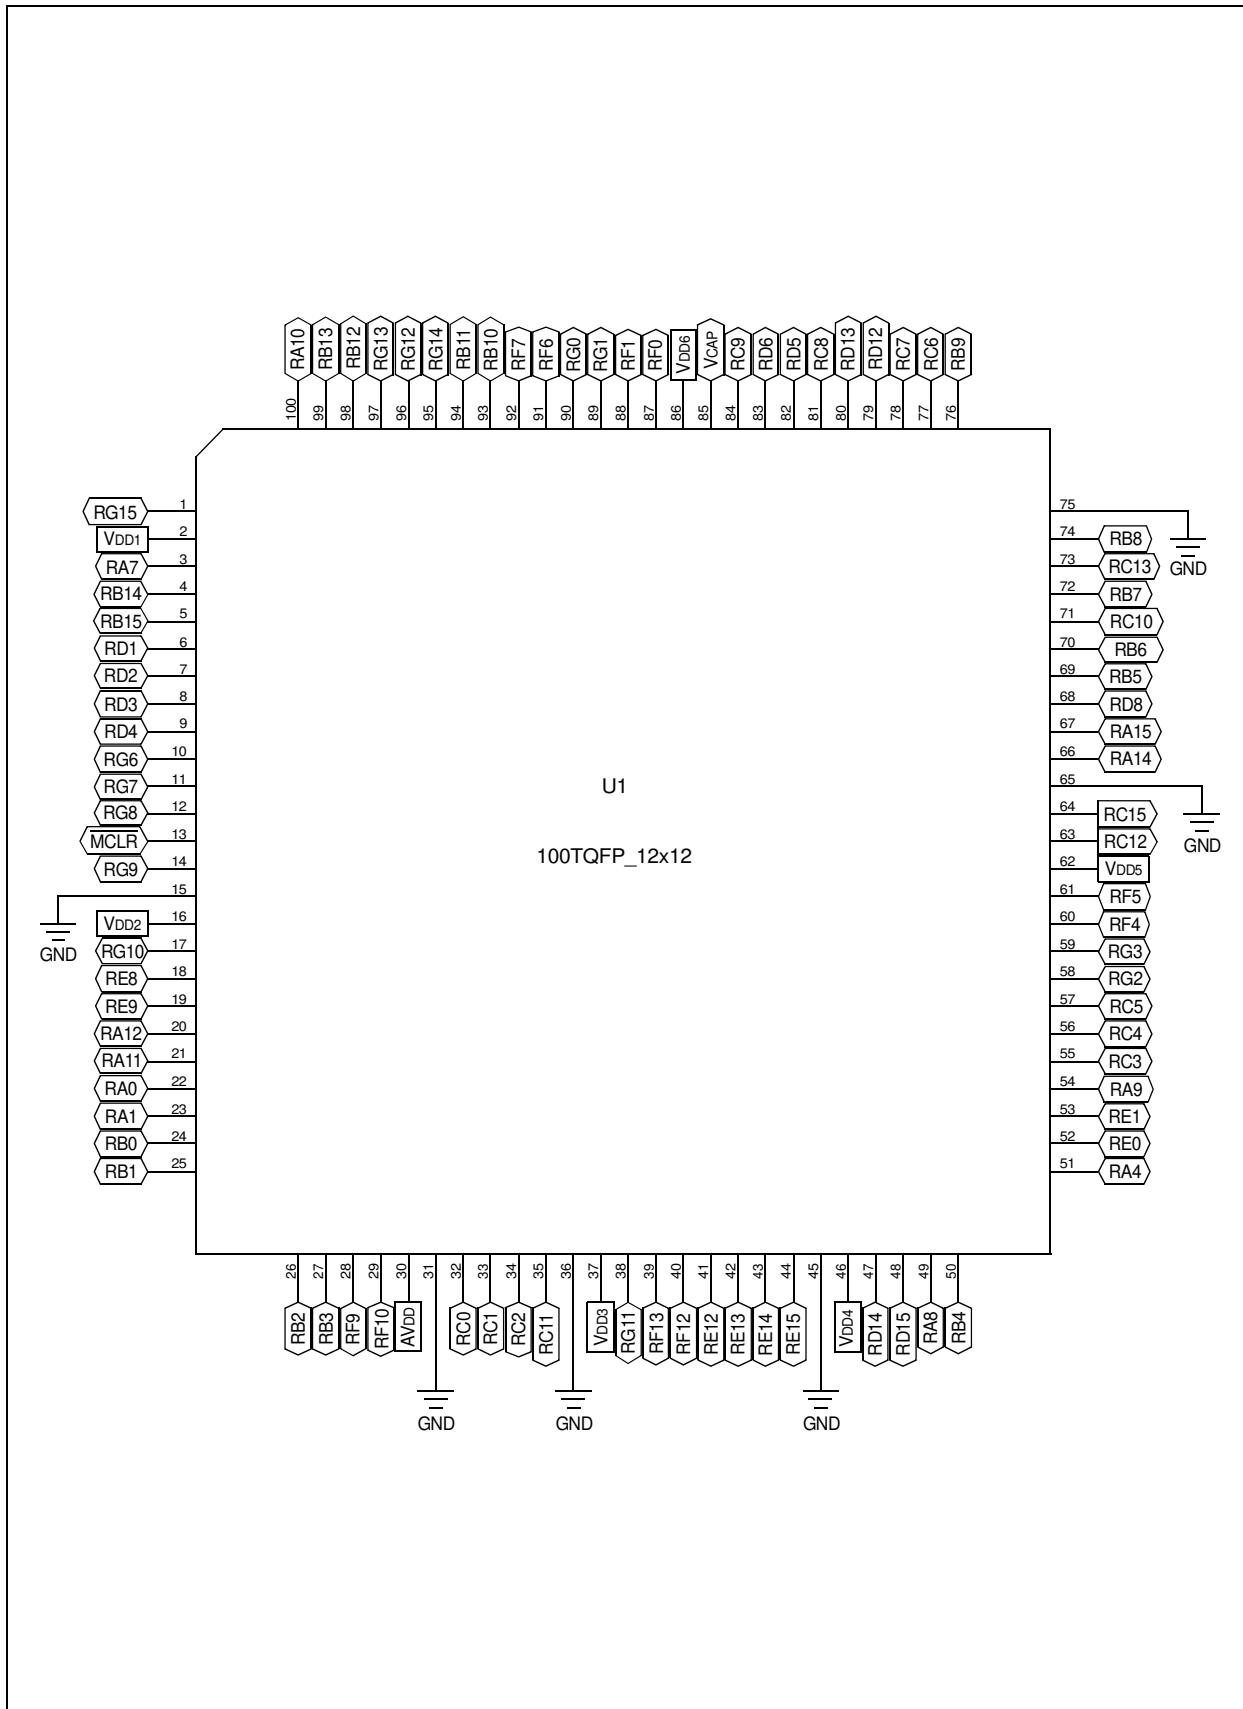 RA10 RB13 RB12 RG13 RG12 RG14 RB11 RB10 RF7 RF6 RG0 RG1 RF1 RF0 VDD6 VCAP RC9 RD6 RD5 RC8 RD13 RD12 RC7 RC6 RB9
100 99 98 97 96 95 94 93 92 91 90 89 88 87 86 85 84 83 82 81 80 79 78 77 76
RG15 1
VDD1 2
RA7 3
RB14 4
RB15 5
RD1 6
RD2 7
RD3 8
RD4 9
RG6 10
RG7 11
RG8 12
MCLR 13
RG9 14
15
GND
VDD2 16
RG10 17
RE8 18
RE9 19
RA12 20
RA11 21
RA0 22
RA1 23
RB0 24
RB1 25
U1
100TQFP_12x12
75
GND
74 RB8
73 RC13
72 RB7
71 RC10
70 RB6
69 RB5
68 RD8
67 RA15
66 RA14
65
GND
64 RC15
63 RC12
62 VDD5
61 RF5
60 RF4
59 RG3
58 RG2
57 RC5
56 RC4
55 RC3
54 RA9
53 RE1
52 RE0
51 RA4
26 27 28 29 30 31 32 33 34 35 36 37 38 39 40 41 42 43 44 45 46 47 48 49 50
RB2 RB3 RF9 RF10 AVDD RC0 RC1 RC2 RC11 VDD3 RG11 RF13 RF12 RE12 RE13 RE14 RE15 VDD4 RD14 RD15 RA8 RB4
GND GND GND